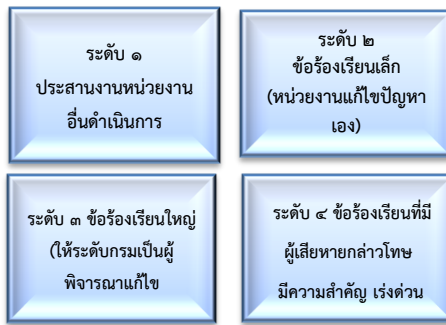 ระดับ ๑
ประสานงานหน่วยงาน
อื่นดำเนินการ
ระดับ ๒
ข้อร้องเรียนเล็ก
(หน่วยงานแก้ไขปัญหา
เอง)
ระดับ ๓ ข้อร้องเรียนใหญ่
(ให้ระดับกรมเป็นผู้
พิจารณาแก้ไข
ระดับ ๔ ข้อร้องเรียนที่มี
ผู้เสียหายกล่าวโทษ
มีความสำคัญ เร่งด่วน